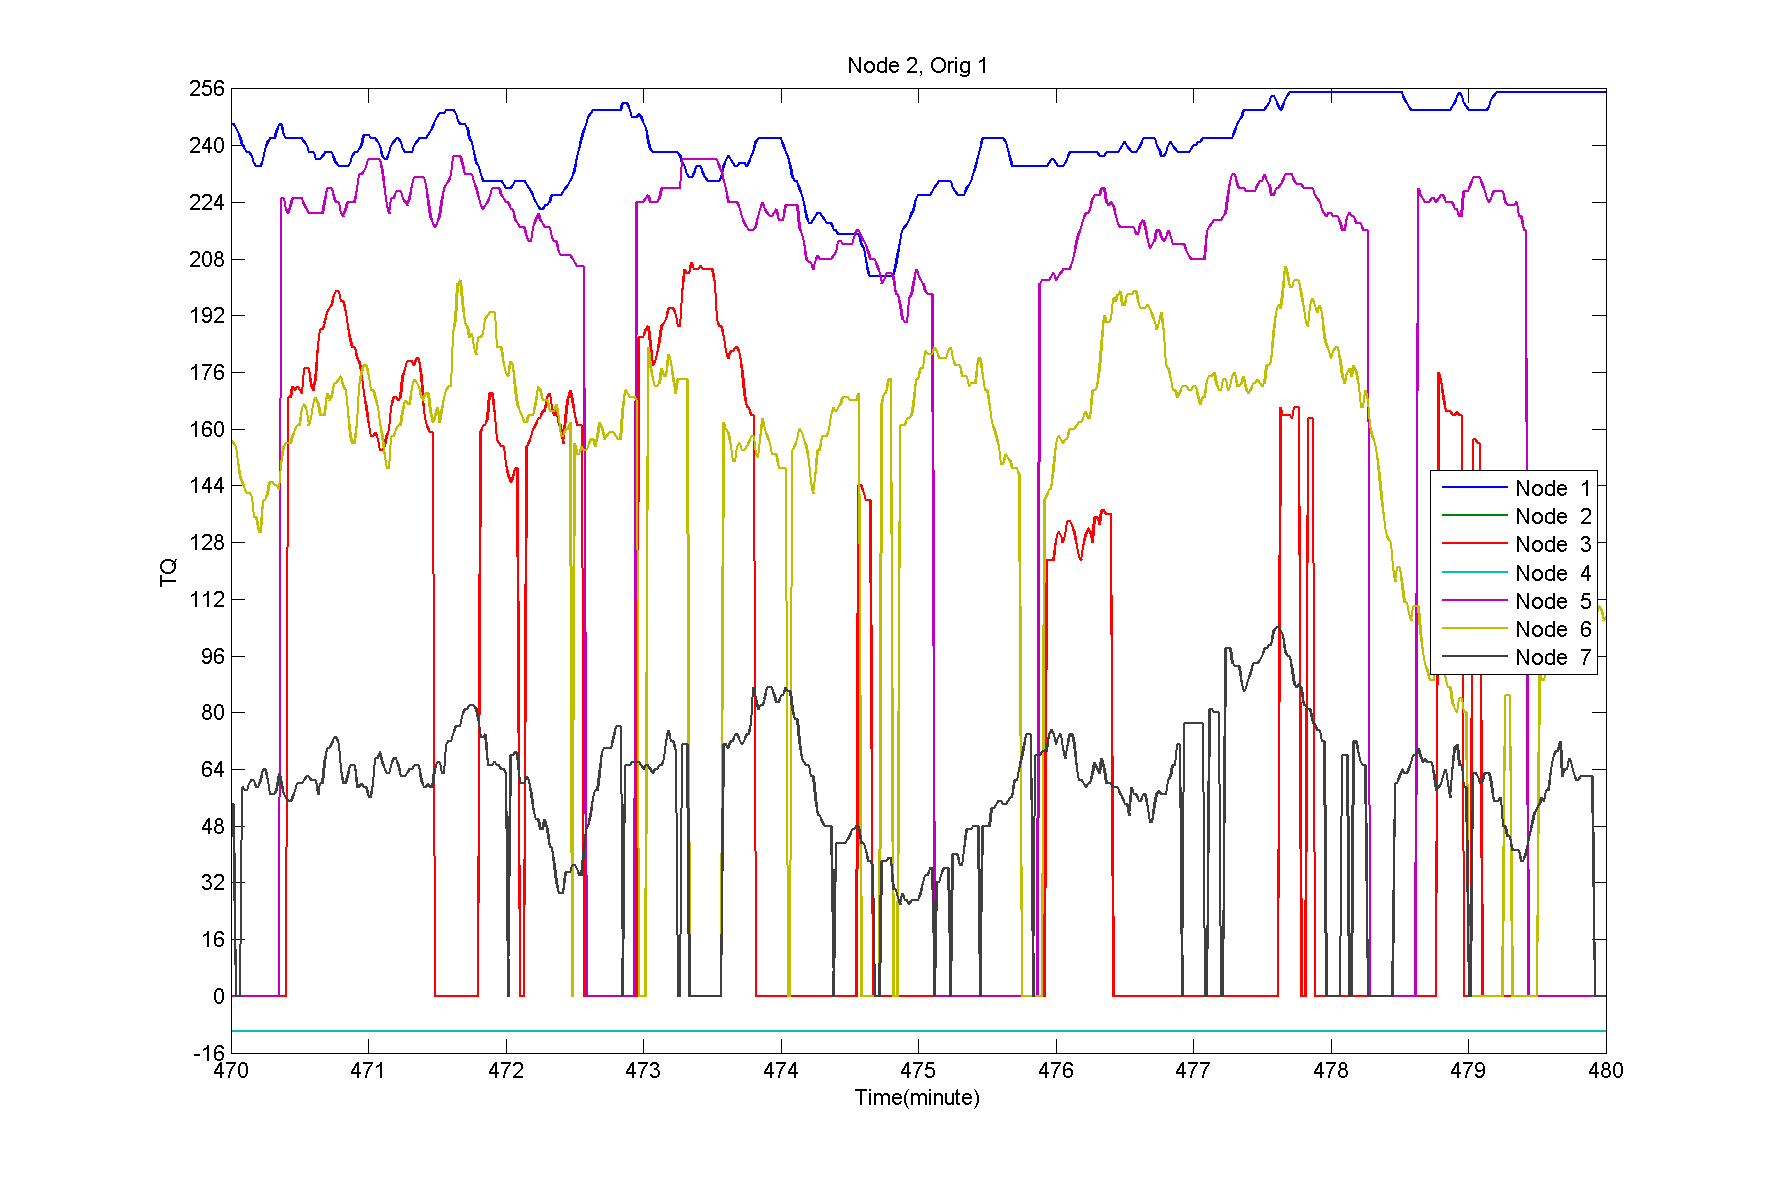 Node 2, Orig 1
256
240
224
208
192
176
160
144
128
112
96
80
64
48
32
16
0
-16
TQ
Node 1
Node 2
Node 3
Node 4
Node 5
Node 6
Node 7
470 471 472 473 474 475 476 477 478 479 480
Time(minute)